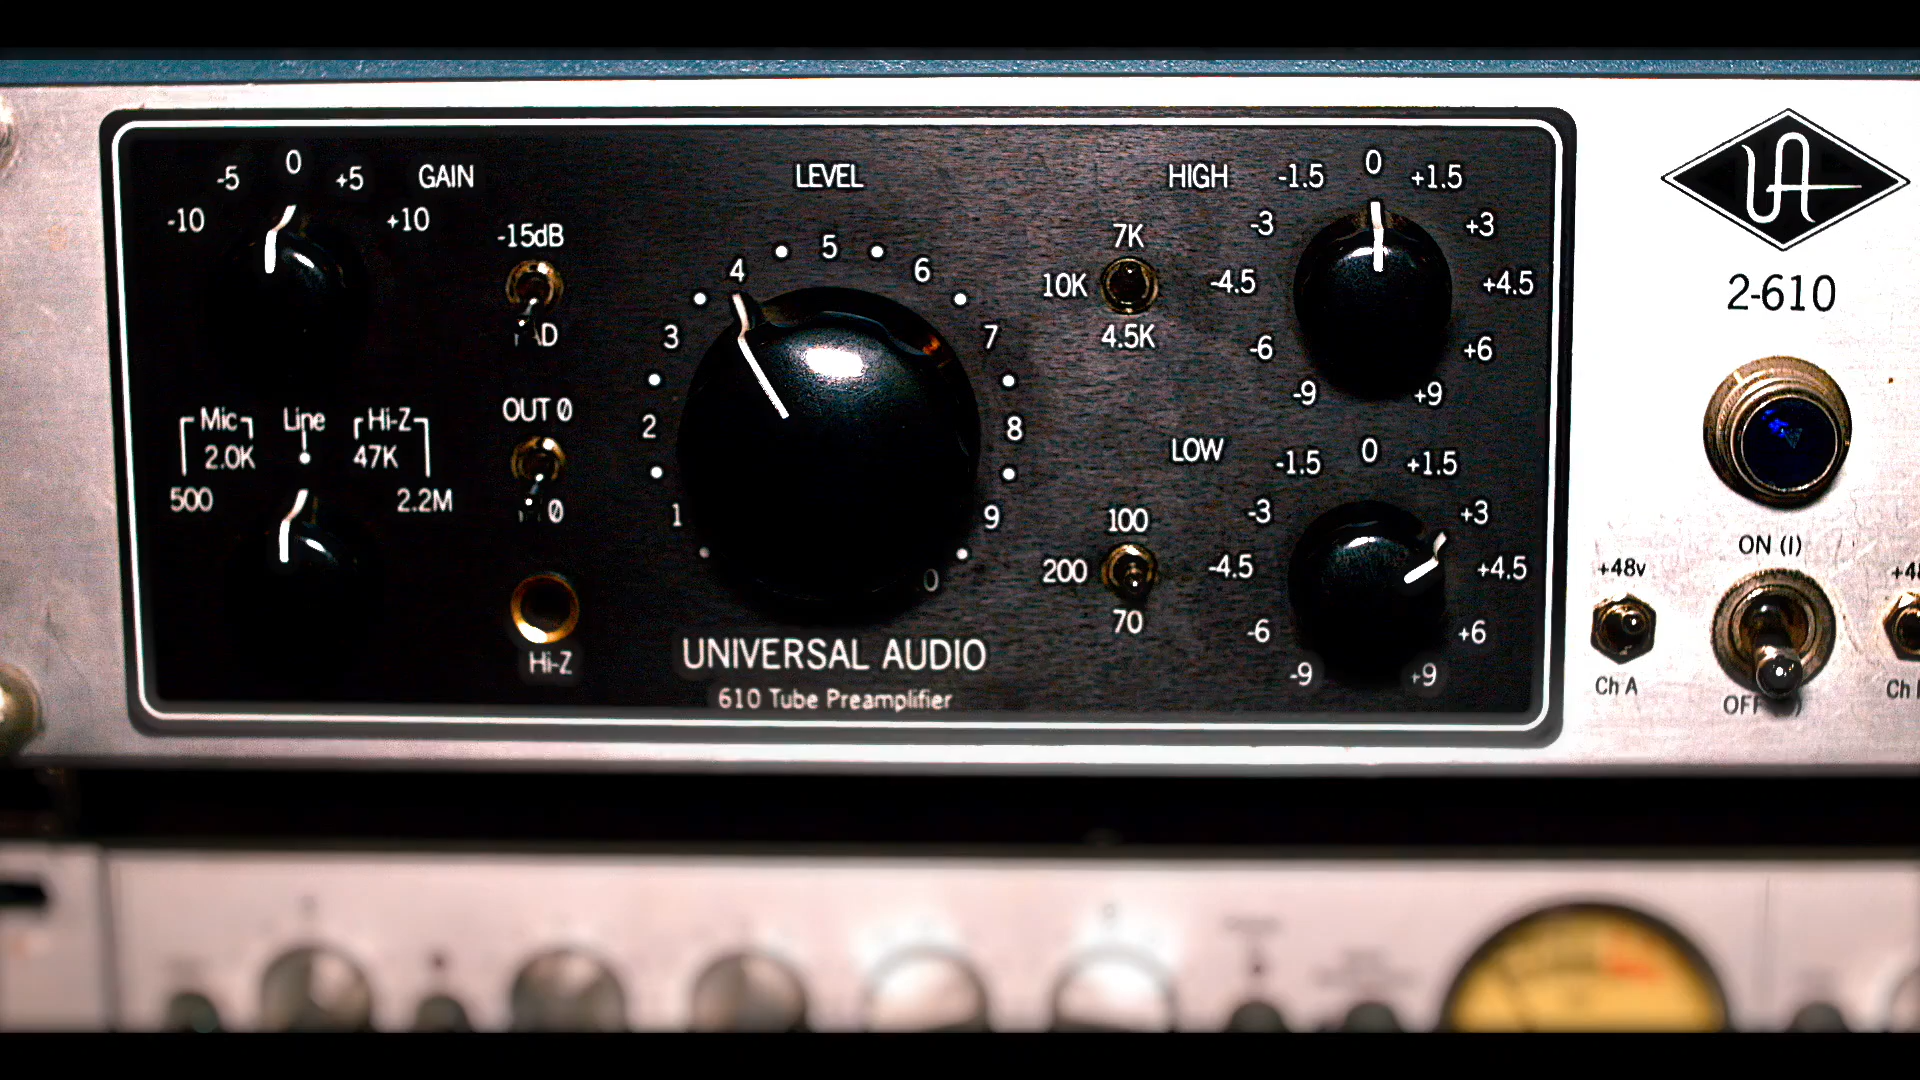 -10 -5 0 +5 +10 GAIN
-15dB
Mic Line Hi-Z
2.0K 47K
500 2.2M
OUT Ø
Ø
Hi-Z
LEVEL
0 1 2 3 4 5 6 7 8 9
UNIVERSAL AUDIO
610 Tube Preamplifier
7K
10K
4.5K
HIGH
-9 -6 -4.5 -3 -1.5 0 +1.5 +3 +4.5 +6 +9
100
200
70
LOW
-9 -6 -4.5 -3 -1.5 0 +1.5 +3 +4.5 +6 +9
UA
2-610
ON (I)
+48v
Ch A
Ch